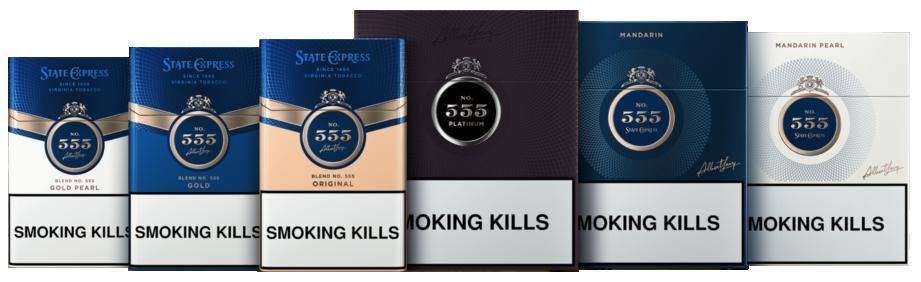 STATE EXPRESS
SINCE 1896
VIRGINIA TOBACCO
NO.
555
BLEND NO. 555
GOLD PEARL
SMOKING KILLS
STATE EXPRESS
SINCE 1896
VIRGINIA TOBACCO
NO.
555
BLEND NO. 555
GOLD
SMOKING KILLS
STATE EXPRESS
SINCE 1896
VIRGINIA TOBACCO
NO.
555
BLEND NO. 555
ORIGINAL
SMOKING KILLS
NO.
555
PLATINUM
MOKING KILLS
MANDARIN
NO.
555
STATE EXPRESS
MOKING KILLS
MANDARIN PEARL
NO.
555
STATE EXPRESS
MOKING KILLS